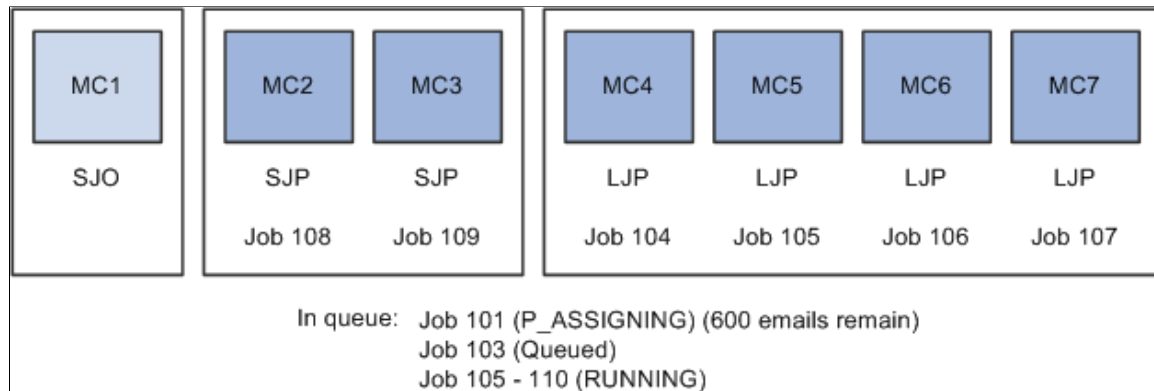 MC1 MC2 MC3 MC4 MC5 MC6 MC7
SJO SJP SJP LJP LJP LJP LJP
Job 108 Job 109 Job 104 Job 105 Job 106 Job 107
In queue: Job 101 (P_ASSIGNING) (600 emails remain)
Job 103 (Queued)
Job 105 - 110 (RUNNING)